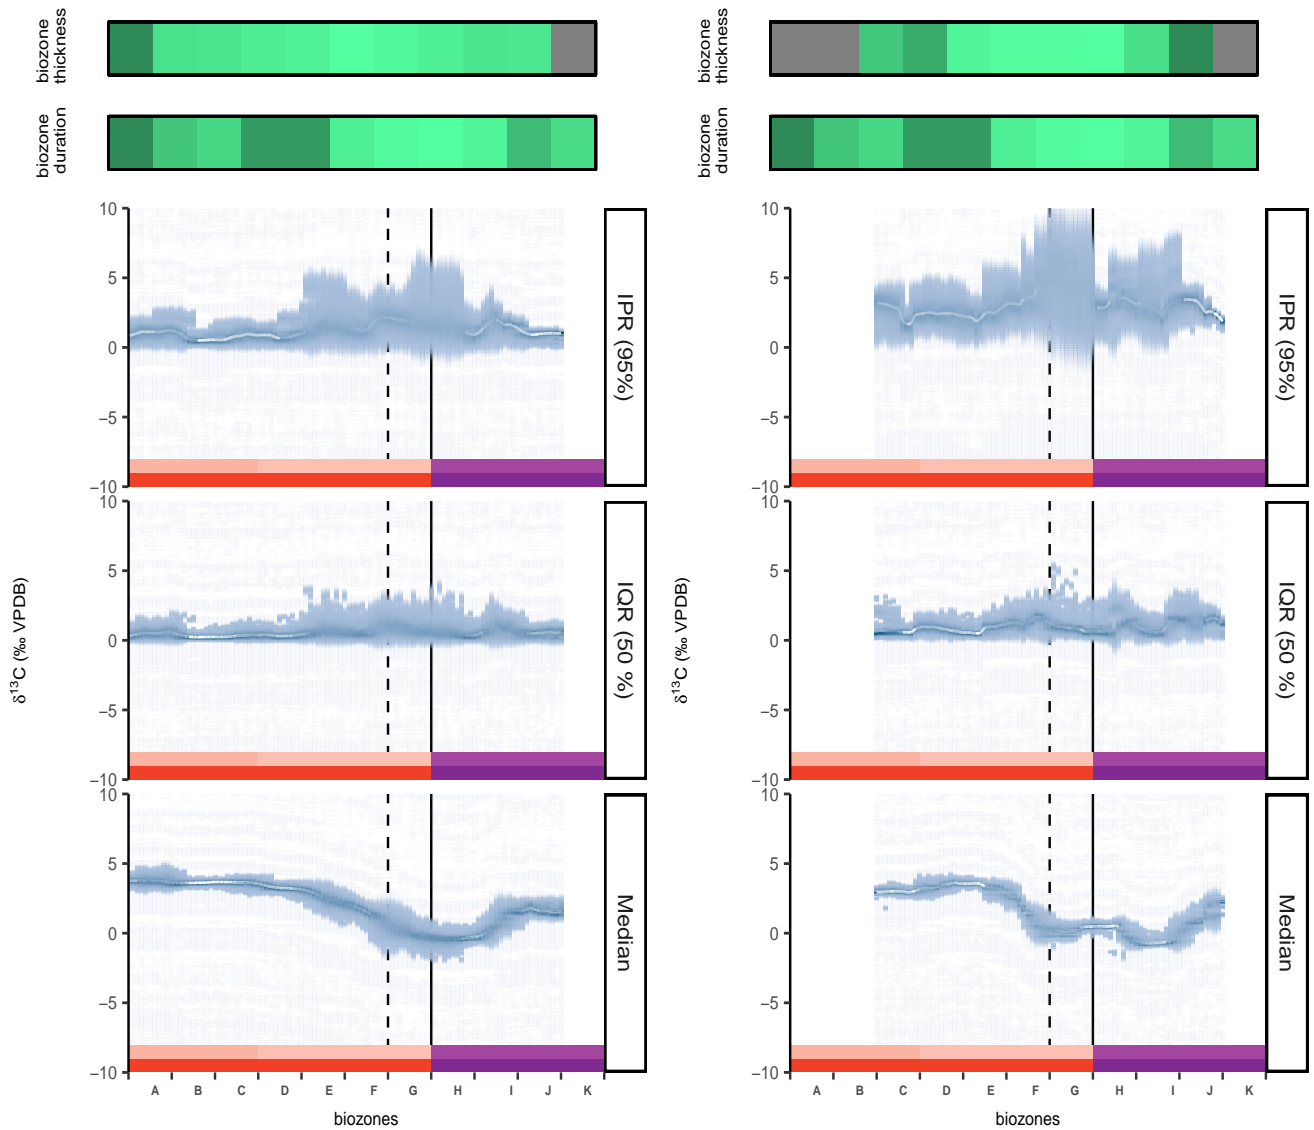 biozone
thickness
biozone
thickness
biozone
duration
biozone
duration
10
5
0
−5
−10
IPR (95%)
10
5
0
−5
−10
IPR (95%)
10
5
0
−5
−10
IQR (50 %)
10
5
0
−5
−10
IQR (50 %)
δ¹³C (‰ VPDB)
δ¹³C (‰ VPDB)
10
5
0
−5
−10
Median
10
5
0
−5
−10
Median
A B C D E F G H I J K
A B C D E F G H I J K
biozones
biozones